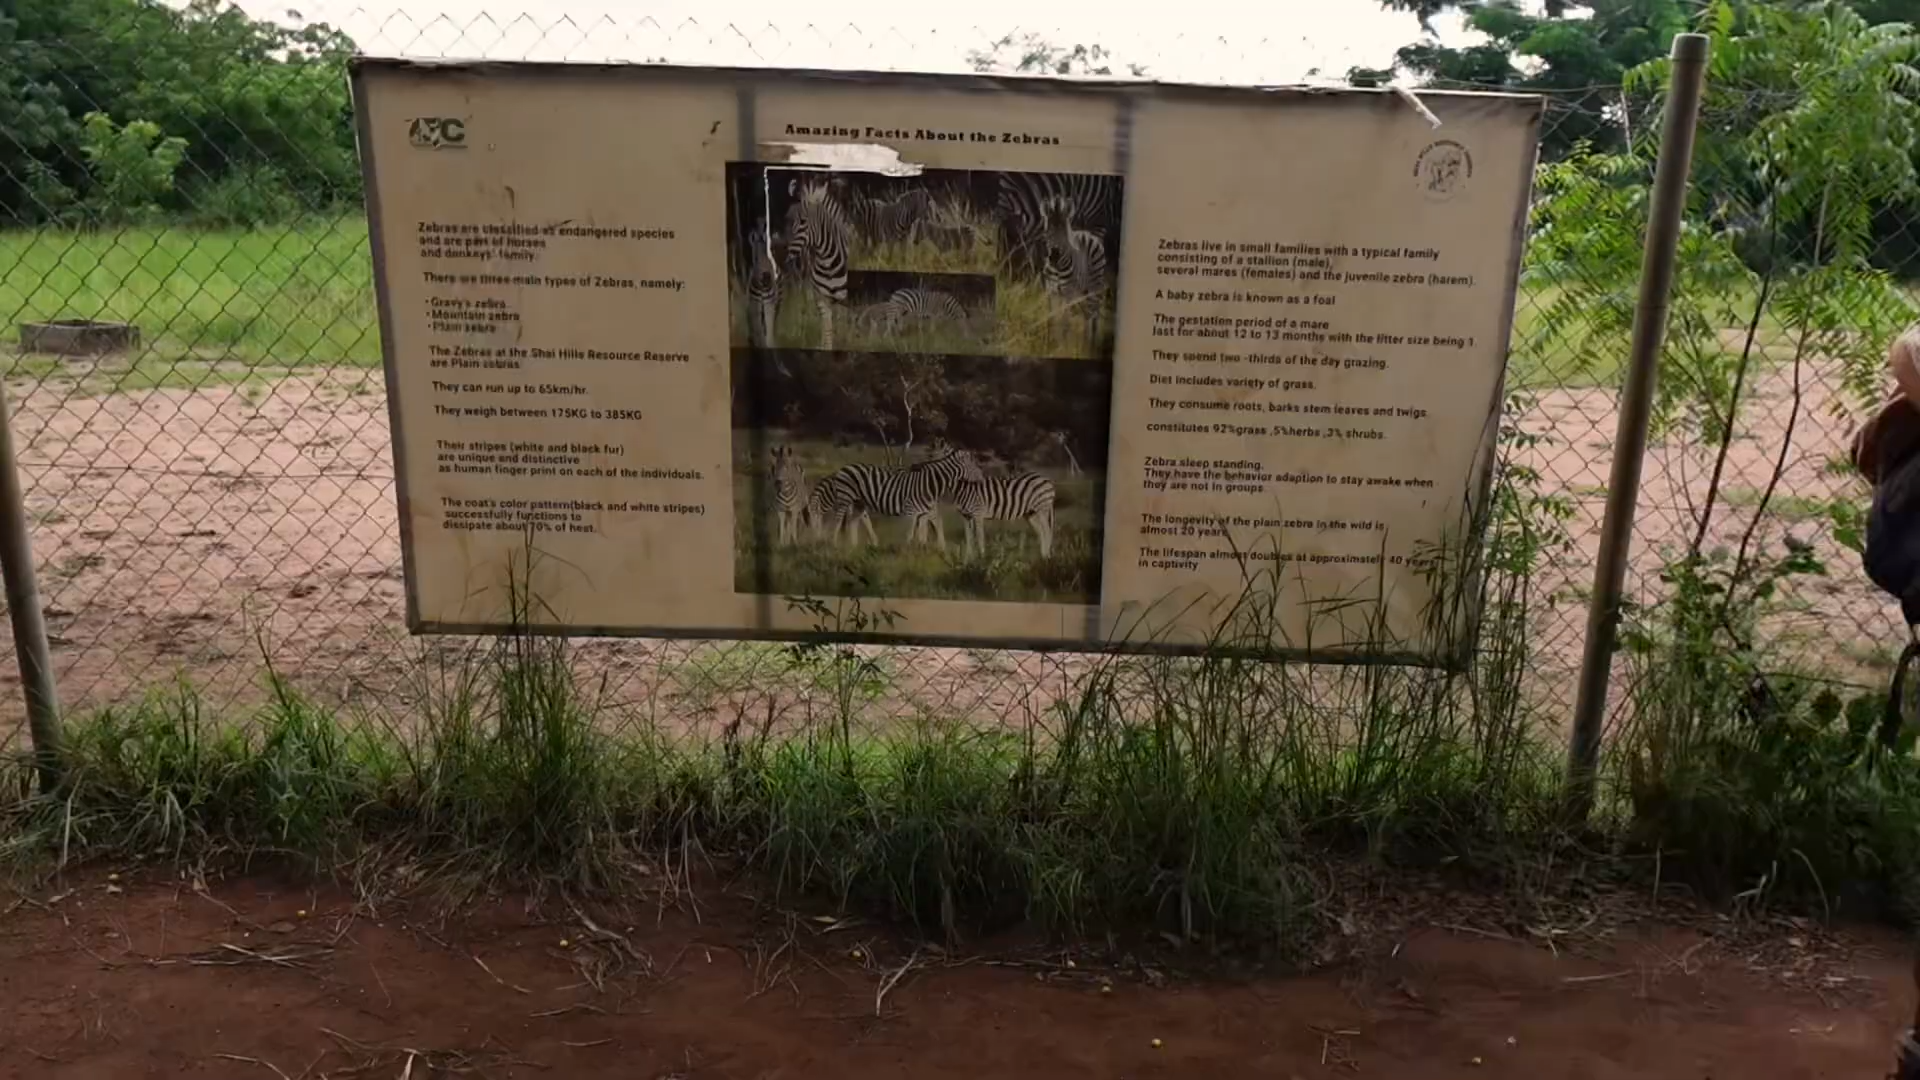 AFC
Amazing Facts About the Zebras
Zebras are classified as endangered species
and are part of horses
and donkeys' family.
There are three main types of Zebras, namely:
• Gravy's zebra
• Mountain zebra
• Plain zebra
The Zebras at the Shai Hills Resource Reserve
are Plain zebras
They can run up to 65km/hr.
They weigh between 175KG to 385KG
Their stripes (white and black fur)
are unique and distinctive
as human finger print on each of the individuals.
The coat's color pattern(black and white stripes)
successfully functions to
dissipate about 70% of heat.
Zebras live in small families with a typical family
consisting of a stallion (male),
several mares (females) and the juvenile zebra (harem).
A baby zebra is known as a foal
The gestation period of a mare
last for about 12 to 13 months with the litter size being 1.
They spend two -thirds of the day grazing.
Diet includes variety of grass.
They consume roots, barks stem leaves and twigs.
constitutes 92%grass ,5%herbs ,3% shrubs.
Zebra sleep standing.
They have the behavior adaption to stay awake when
they are not in groups.
The longevity of the plain zebra in the wild is
almost 20 years
The lifespan almost doubles at approximately 40 years
in captivity